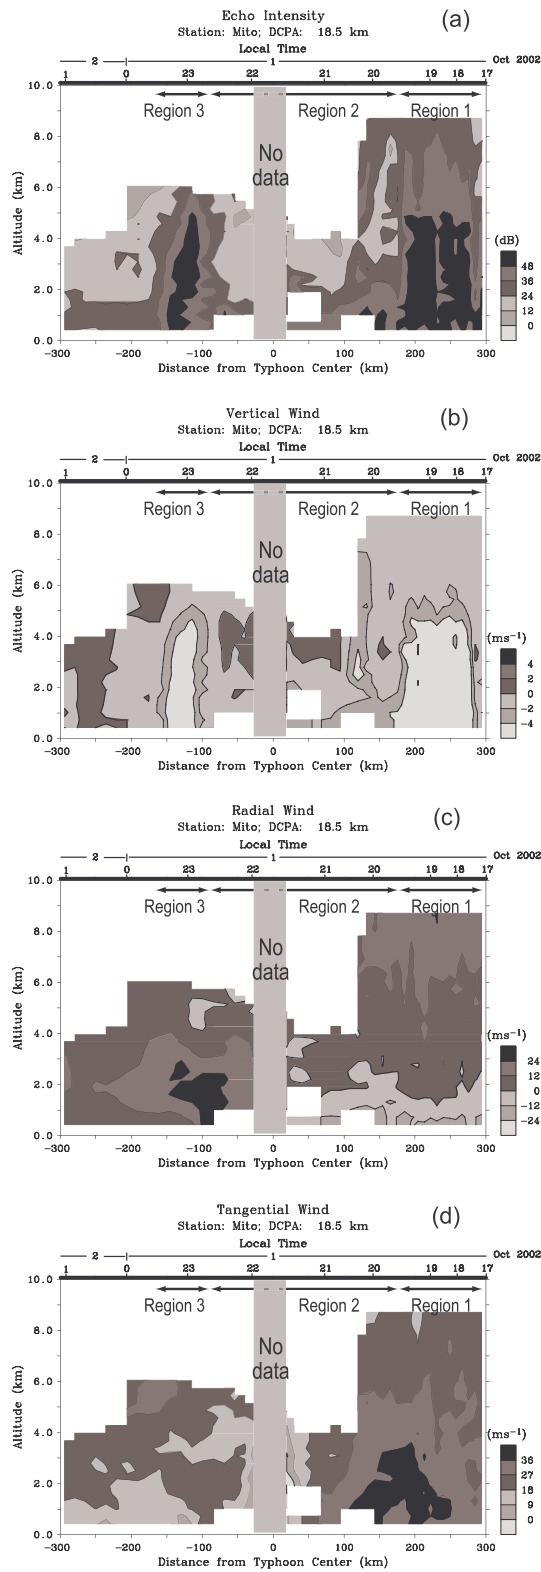 Echo Intensity
(a)
Station: Mito; DCPA: 18.5 km
Local Time
2 1 Oct 2002
1 0 23 22 21 20 19 18 17
10.0
Region 3 Region 2 Region 1
8.0
No
data
6.0
Altitude (km)
4.0
(dB)
48
36
2.0
24
12
0
0.0
-300 -200 -100 0 100 200 300
Distance from Typhoon Center (km)
Vertical Wind
(b)
Station: Mito; DCPA: 18.5 km
Local Time
2 1 Oct 2002
1 0 23 22 21 20 19 18 17
10.0
Region 3 Region 2 Region 1
8.0
No
data
6.0
Altitude (km)
4.0
(ms⁻¹)
4
2
2.0
0
-2
-4
0.0
-300 -200 -100 0 100 200 300
Distance from Typhoon Center (km)
Radial Wind
(c)
Station: Mito; DCPA: 18.5 km
Local Time
2 1 Oct 2002
1 0 23 22 21 20 19 18 17
10.0
Region 3 Region 2 Region 1
8.0
No
data
6.0
Altitude (km)
4.0
(ms⁻¹)
24
12
2.0
0
-12
-24
0.0
-300 -200 -100 0 100 200 300
Distance from Typhoon Center (km)
Tangential Wind
(d)
Station: Mito; DCPA: 18.5 km
Local Time
2 1 Oct 2002
1 0 23 22 21 20 19 18 17
10.0
Region 3 Region 2 Region 1
8.0
No
data
6.0
Altitude (km)
4.0
(ms⁻¹)
36
27
2.0
18
9
0
0.0
-300 -200 -100 0 100 200 300
Distance from Typhoon Center (km)